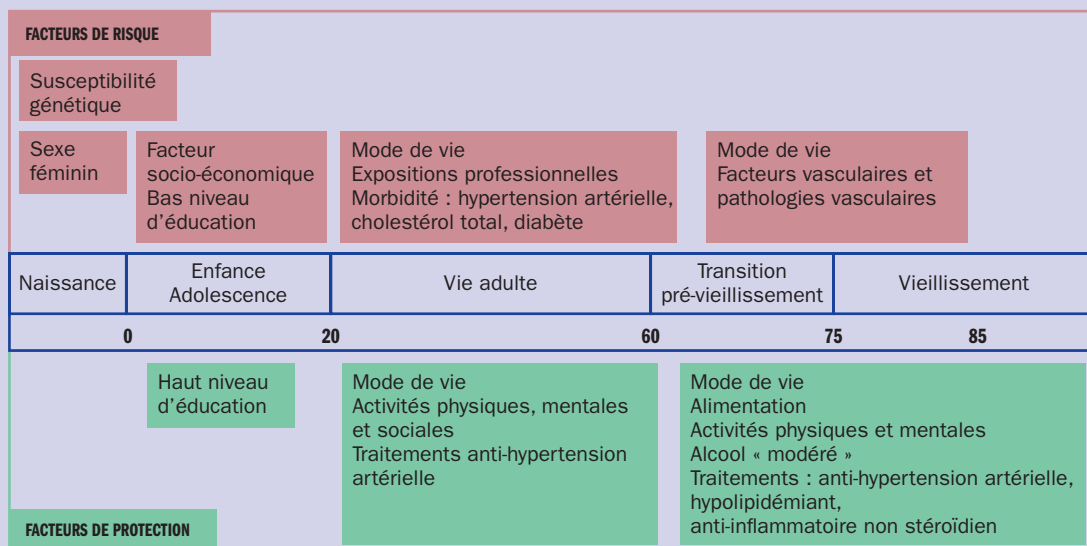 FACTEURS DE RISQUE
Susceptibilité
génétique
Sexe
féminin
Facteur
socio-économique
Bas niveau
d'éducation
Mode de vie
Expositions professionnelles
Morbidité : hypertension artérielle,
cholestérol total, diabète
Mode de vie
Facteurs vasculaires et
pathologies vasculaires
Naissance
Enfance
Adolescence
Vie adulte
Transition
pré-vieillissement
Vieillissement
0
20
60
75
85
Haut niveau
d'éducation
Mode de vie
Activités physiques, mentales
et sociales
Traitements anti-hypertension
artérielle
Mode de vie
Alimentation
Activités physiques et mentales
Alcool « modéré »
Traitements : anti-hypertension artérielle,
hypolipidémiant,
anti-inflammatoire non stéroïdien
FACTEURS DE PROTECTION